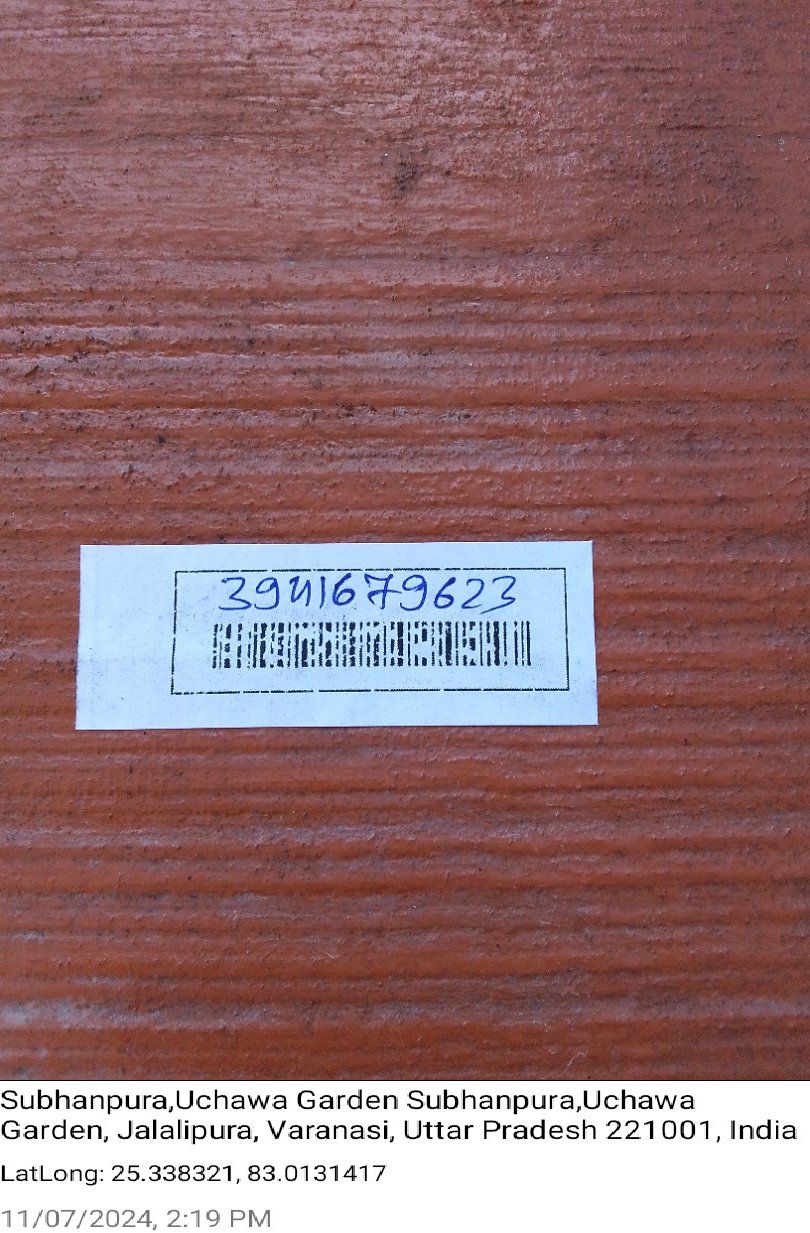 3941679623
Subhanpura,Uchawa Garden Subhanpura,Uchawa
Garden, Jalalipura, Varanasi, Uttar Pradesh 221001, India
LatLong: 25.338321, 83.0131417
11/07/2024, 2:19 PM